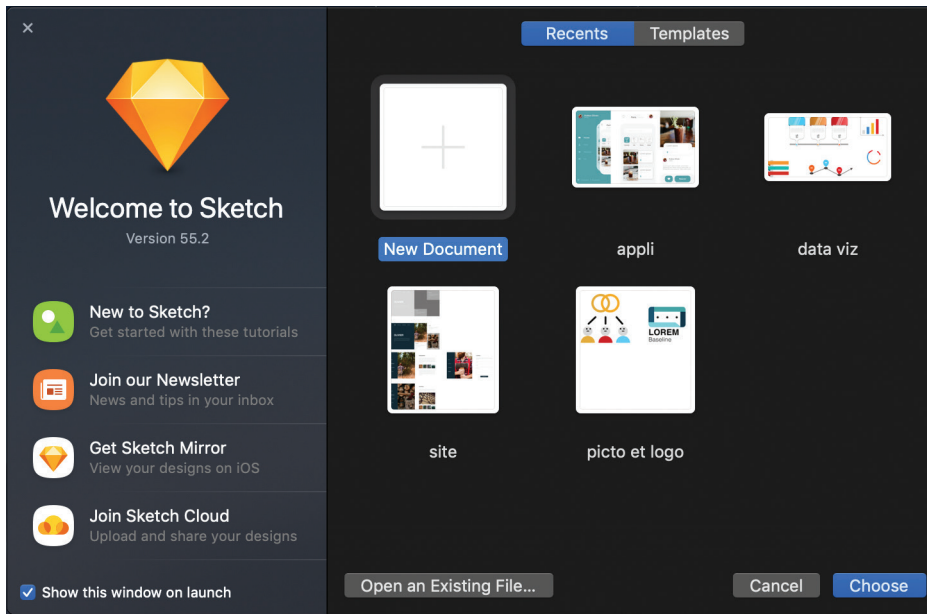 Welcome to Sketch
Version 55.2
New to Sketch?
Get started with these tutorials
Join our Newsletter
News and tips in your inbox
Get Sketch Mirror
View your designs on iOS
Join Sketch Cloud
Upload and share your designs
Show this window on launch
Recents Templates
New Document appli data viz
LOREM
Baseline
site picto et logo
Open an Existing File... Cancel Choose